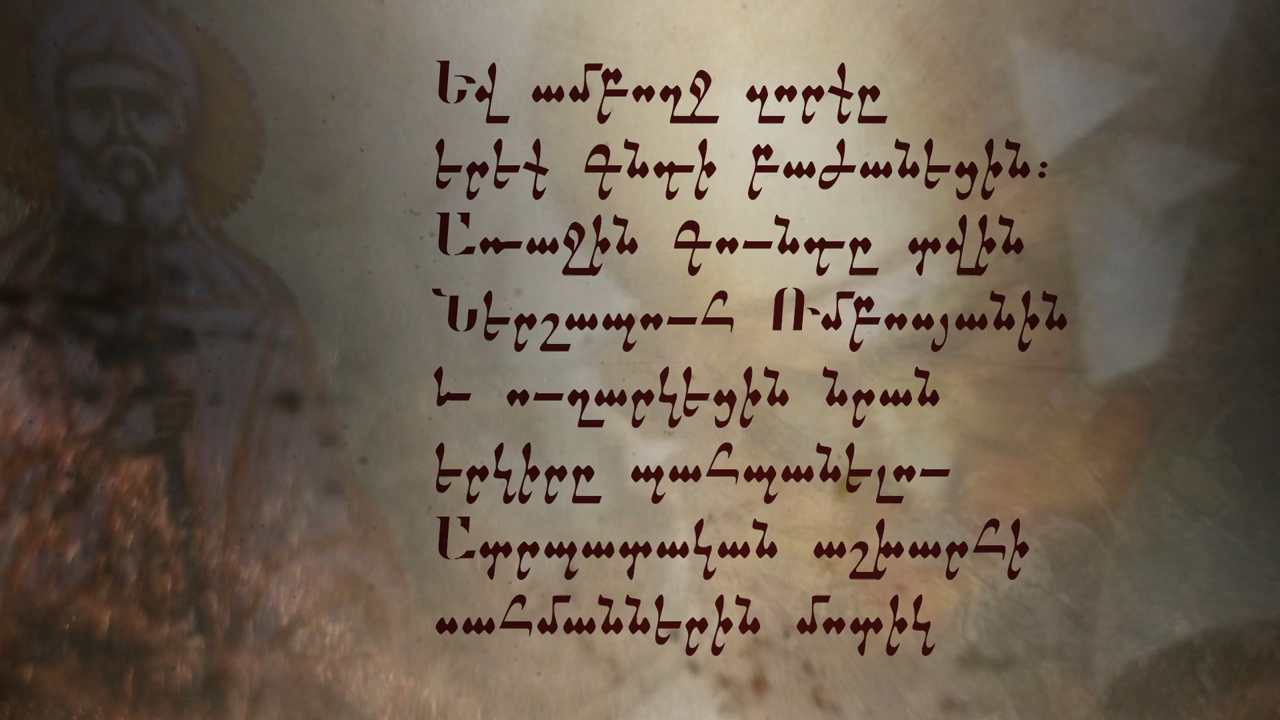 Եվ ամբողջ զորքը
երեք գնդի բաժանեցին։
Առաջին գունդը տվին
Ներշապուհ Ռմբոսյանին
և ուղարկեցին նրան
երկիրը պահպանելու
Ատրպատական աշխարհի
սահմաններին մոտիկ